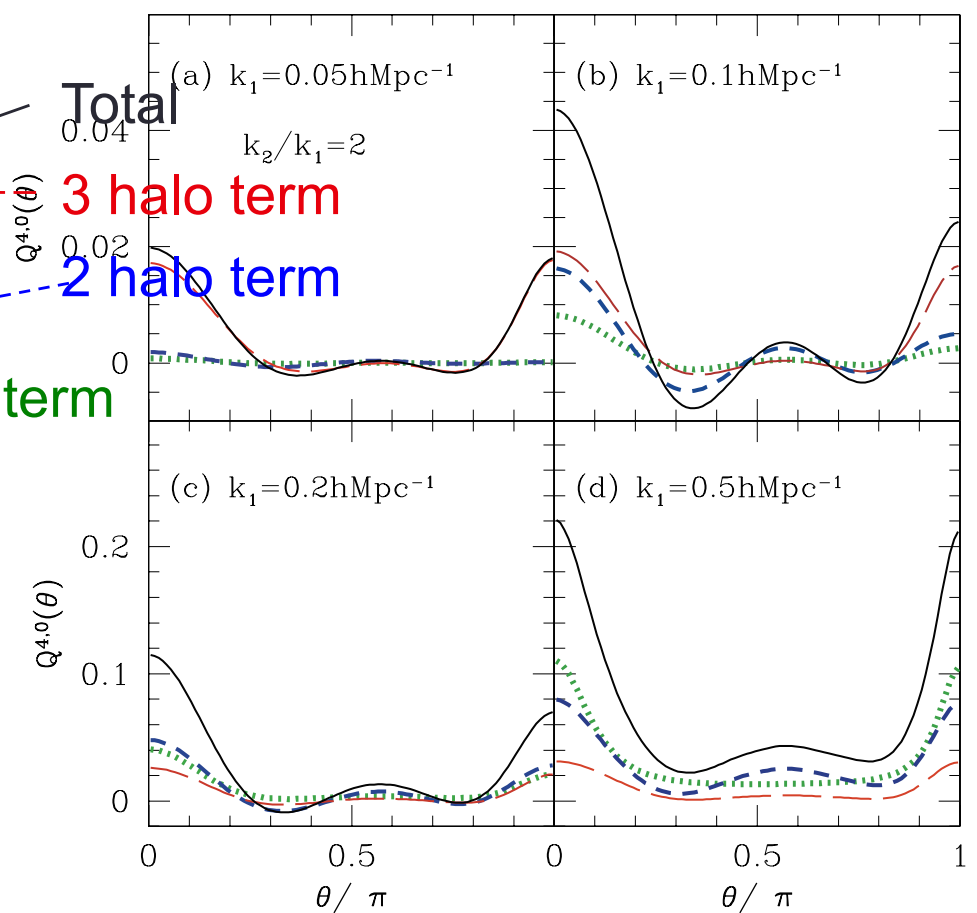 (a) k₁=0.05hMpc⁻¹
(b) k₁=0.1hMpc⁻¹
Total
0.04
k₂/k₁=2
3 halo term
Q⁴,⁰(θ)
0.02
2 halo term
0
term
(c) k₁=0.2hMpc⁻¹
(d) k₁=0.5hMpc⁻¹
0.2
Q⁴,⁰(θ)
0.1
0
0 0.5 0 0.5 1
θ/ π θ/ π